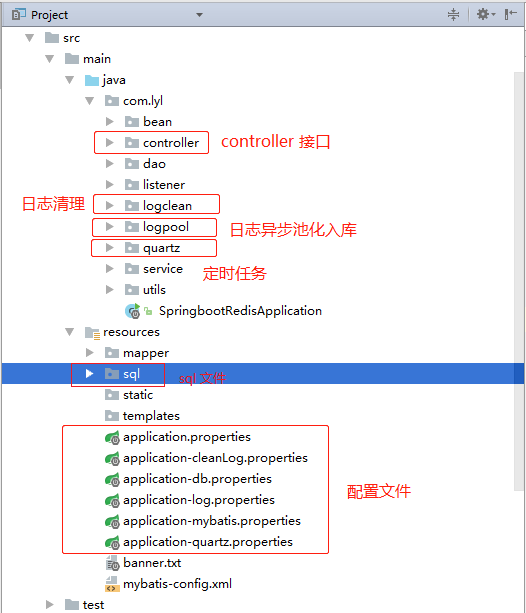 Project
src
main
java
com.lyl
bean
controller
controller 接口
dao
listener
日志清理
logclean
logpool
日志异步池化入库
quartz
service
定时任务
utils
SpringbootRedisApplication
resources
mapper
sql
sql 文件
static
templates
application.properties
application-cleanLog.properties
application-db.properties
application-log.properties
配置文件
application-mybatis.properties
application-quartz.properties
banner.txt
mybatis-config.xml
test